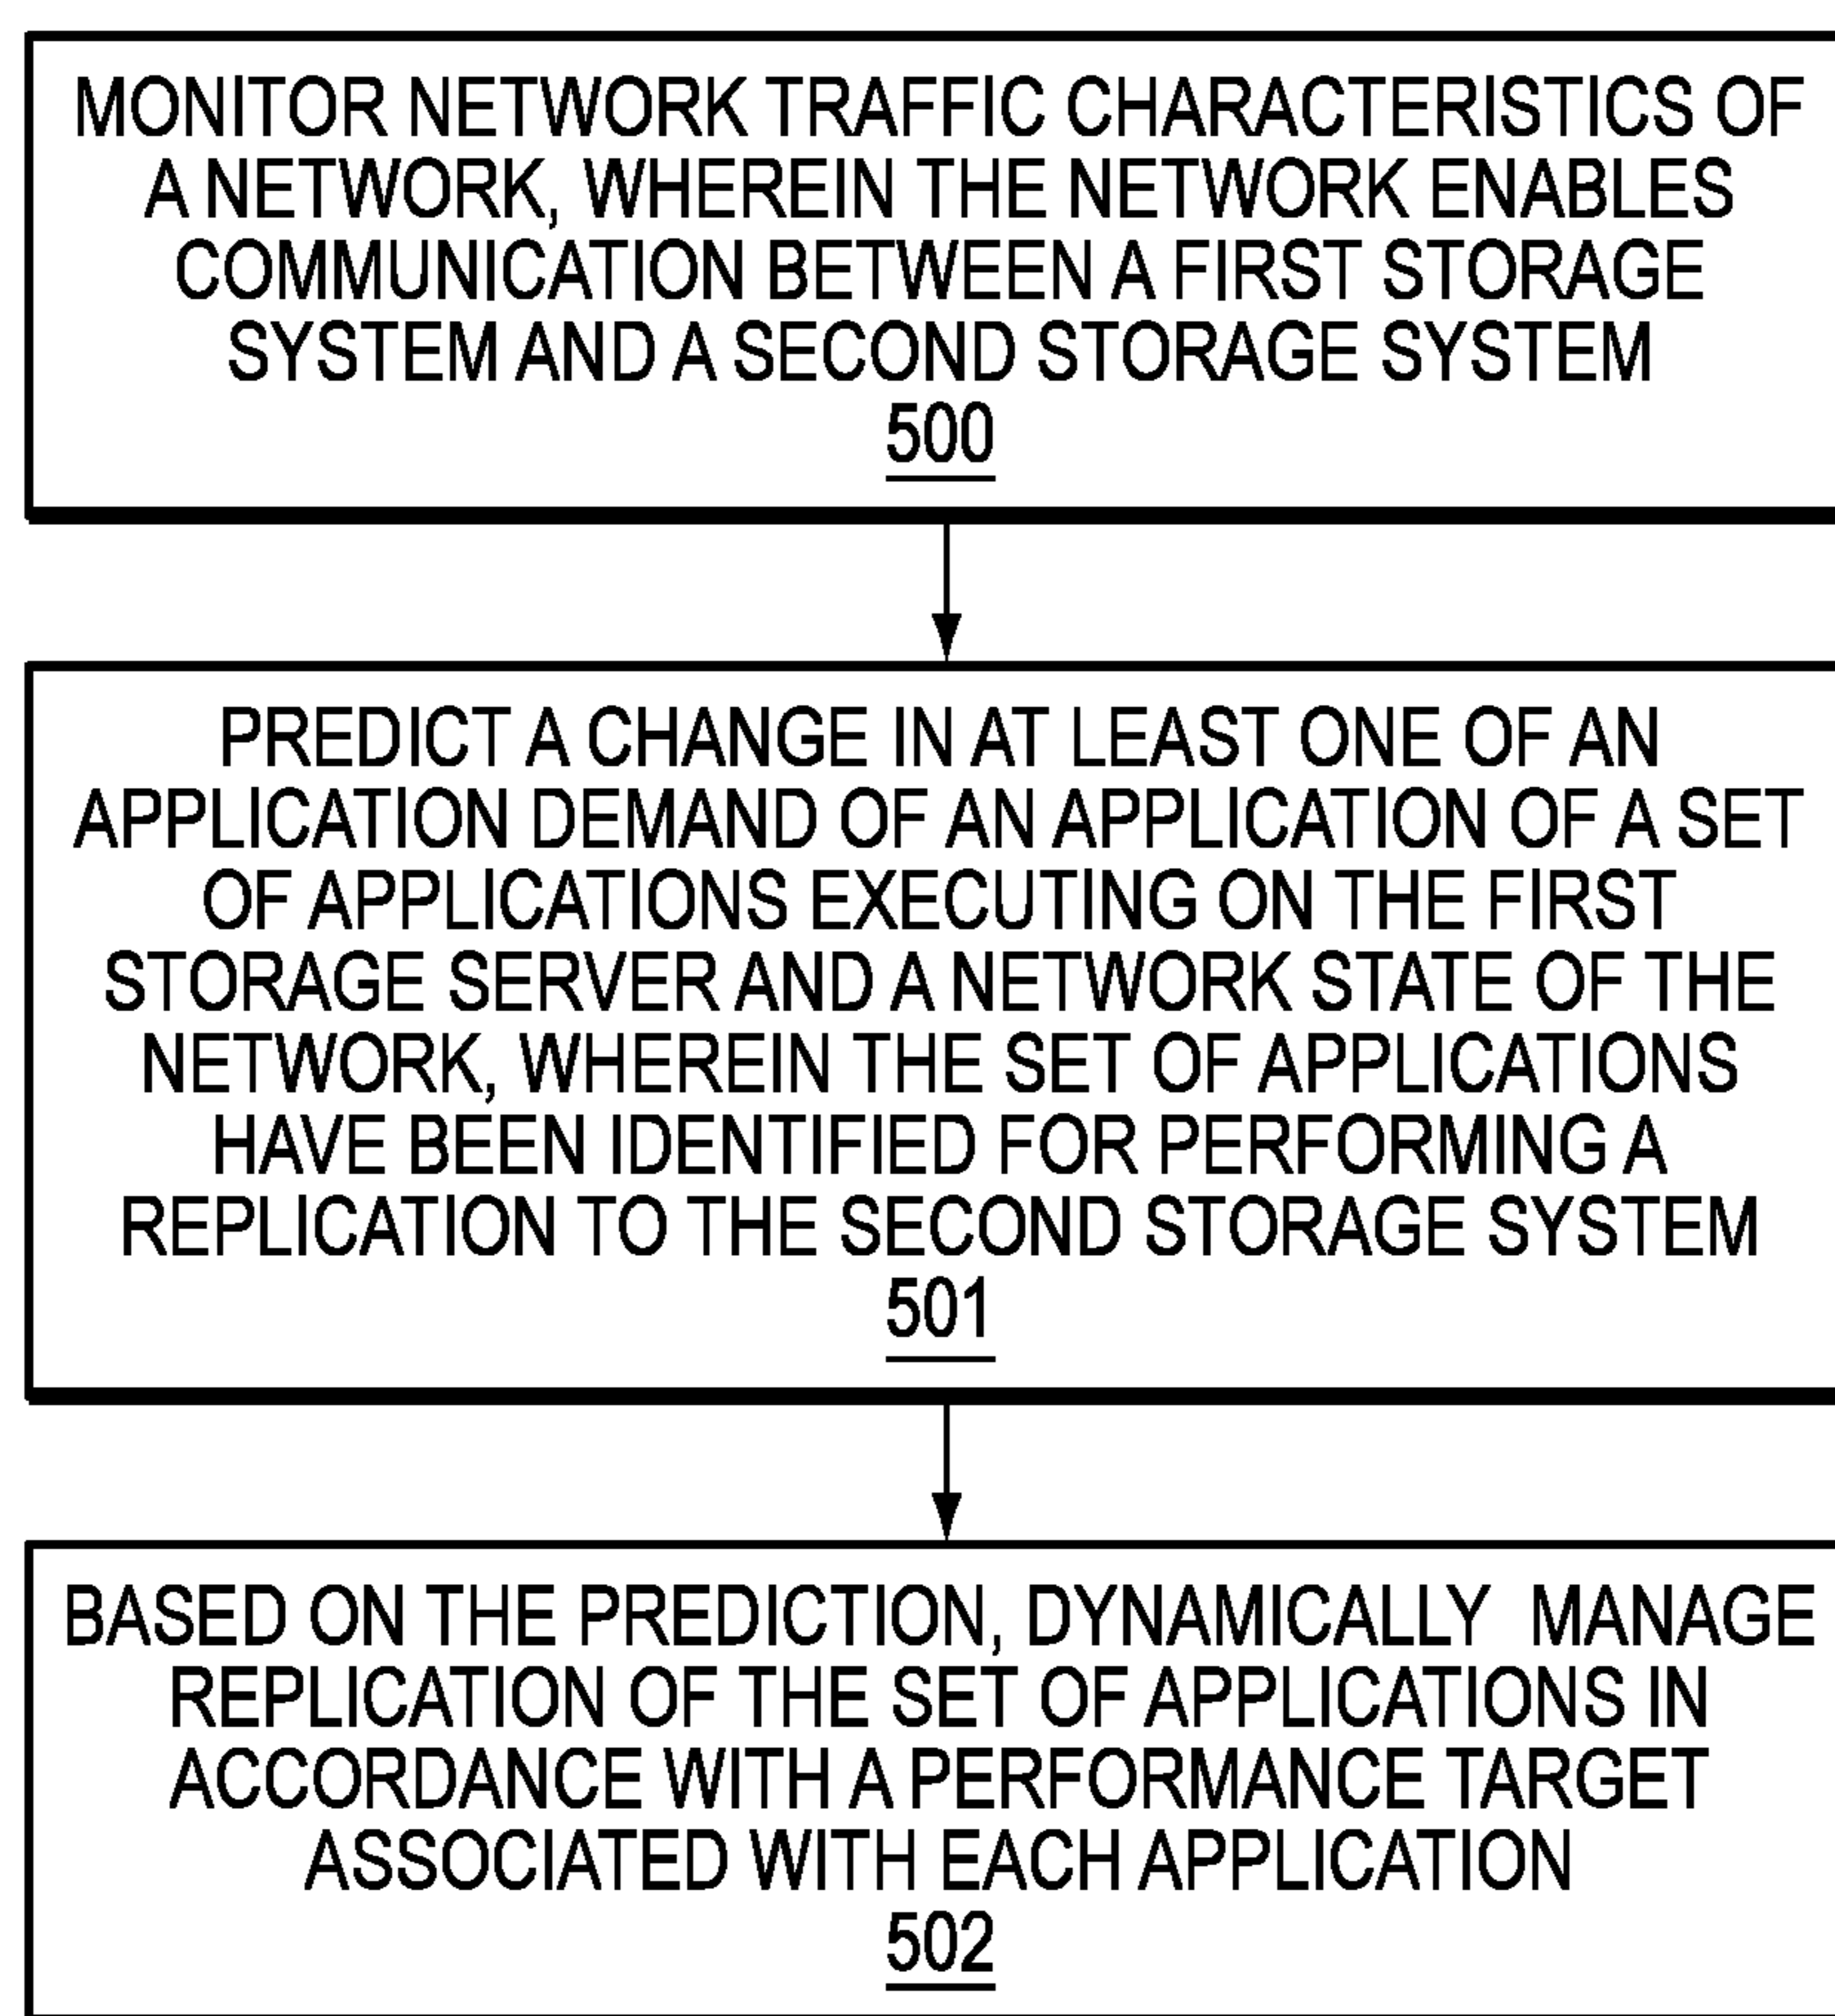 MONITOR NETWORK TRAFFIC CHARACTERISTICS OF
A NETWORK, WHEREIN THE NETWORK ENABLES
COMMUNICATION BETWEEN A FIRST STORAGE
SYSTEM AND A SECOND STORAGE SYSTEM
500
PREDICT A CHANGE IN AT LEAST ONE OF AN
APPLICATION DEMAND OF AN APPLICATION OF A SET
OF APPLICATIONS EXECUTING ON THE FIRST
STORAGE SERVER AND A NETWORK STATE OF THE
NETWORK, WHEREIN THE SET OF APPLICATIONS
HAVE BEEN IDENTIFIED FOR PERFORMING A
REPLICATION TO THE SECOND STORAGE SYSTEM
501
BASED ON THE PREDICTION, DYNAMICALLY MANAGE
REPLICATION OF THE SET OF APPLICATIONS IN
ACCORDANCE WITH A PERFORMANCE TARGET
ASSOCIATED WITH EACH APPLICATION
502